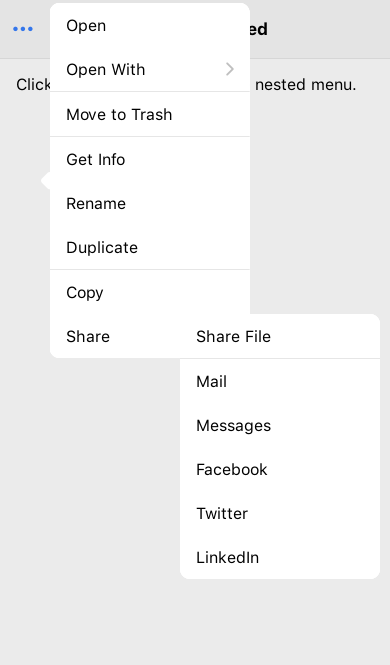 ed
Click
nested menu.
Open
Open With
Move to Trash
Get Info
Rename
Duplicate
Copy
Share
Share File
Mail
Messages
Facebook
Twitter
LinkedIn